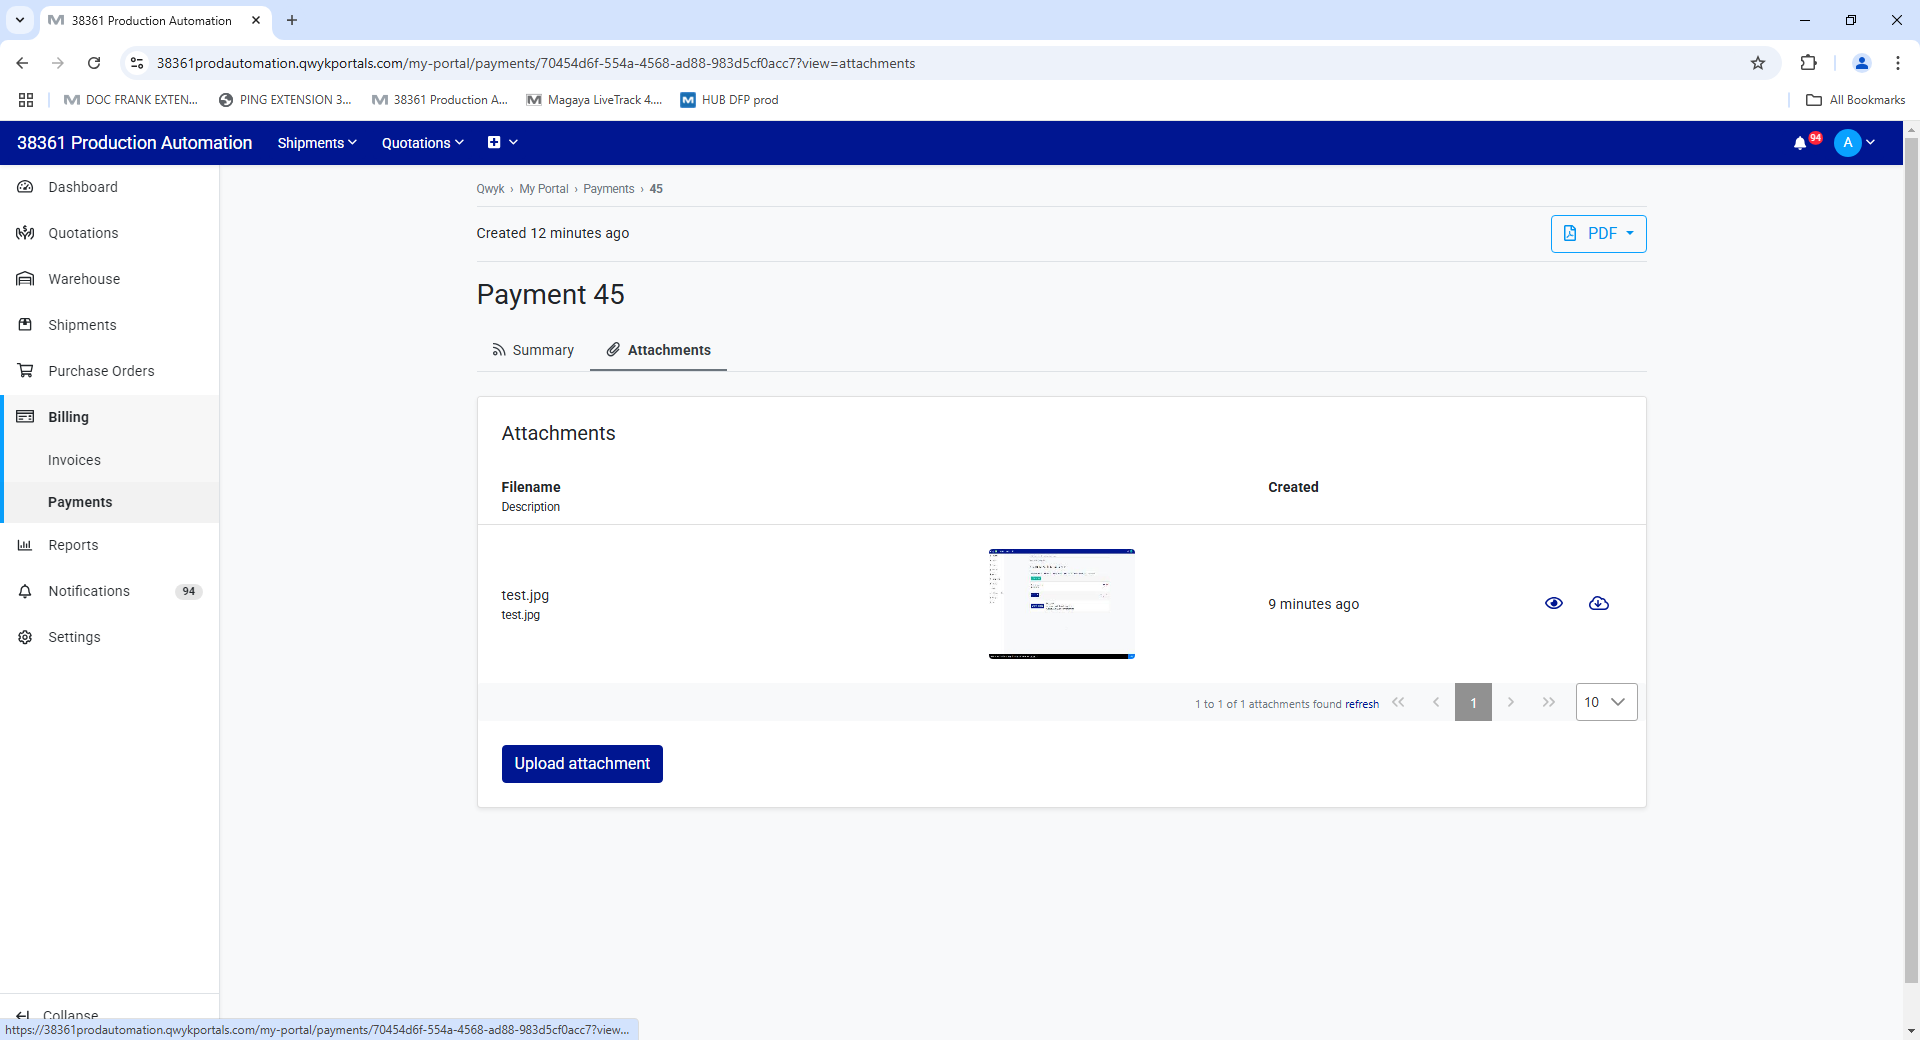 38361 Production Automation
38361prodautomation.qwykportals.com/my-portal/payments/70454d6f-554a-4568-ad88-983d5cf0acc7?view=attachments
DOC FRANK EXTEN... PING EXTENSION 3... 38361 Production A... Magaya LiveTrack 4.... HUB DFP prod All Bookmarks
38361 Production Automation Shipments Quotations 94 A
Dashboard
Quotations
Warehouse
Shipments
Purchase Orders
Billing
Invoices
Payments
Reports
Notifications 94
Settings
Collapse
Qwyk › My Portal › Payments › 45
Created 12 minutes ago PDF
Payment 45
Summary Attachments
Attachments
Filename Created
Description
test.jpg
test.jpg
9 minutes ago
1 to 1 of 1 attachments found refresh 1 10
Upload attachment
https://38361prodautomation.qwykportals.com/my-portal/payments/70454d6f-554a-4568-ad88-983d5cf0acc7?view...